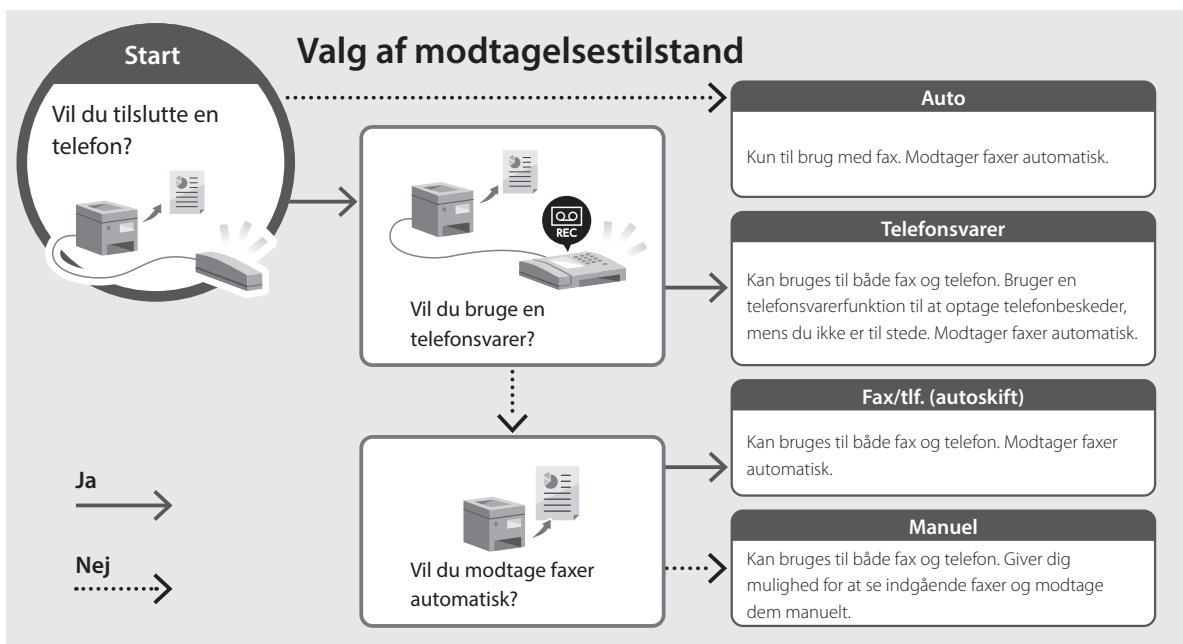 Start
Valg af modtagelsestilstand
Vil du tilslutte en
telefon?
Auto
Kun til brug med fax. Modtager faxer automatisk.
REC
Vil du bruge en
telefonsvarer?
Telefonsvarer
Kan bruges til både fax og telefon. Bruger en
telefonsvarerfunktion til at optage telefonbeskeder,
mens du ikke er til stede. Modtager faxer automatisk.
Fax/tlf. (autoskift)
Kan bruges til både fax og telefon. Modtager faxer
automatisk.
Vil du modtage faxer
automatisk?
Manuel
Kan bruges til både fax og telefon. Giver dig
mulighed for at se indgående faxer og modtage
dem manuelt.
Ja
Nej